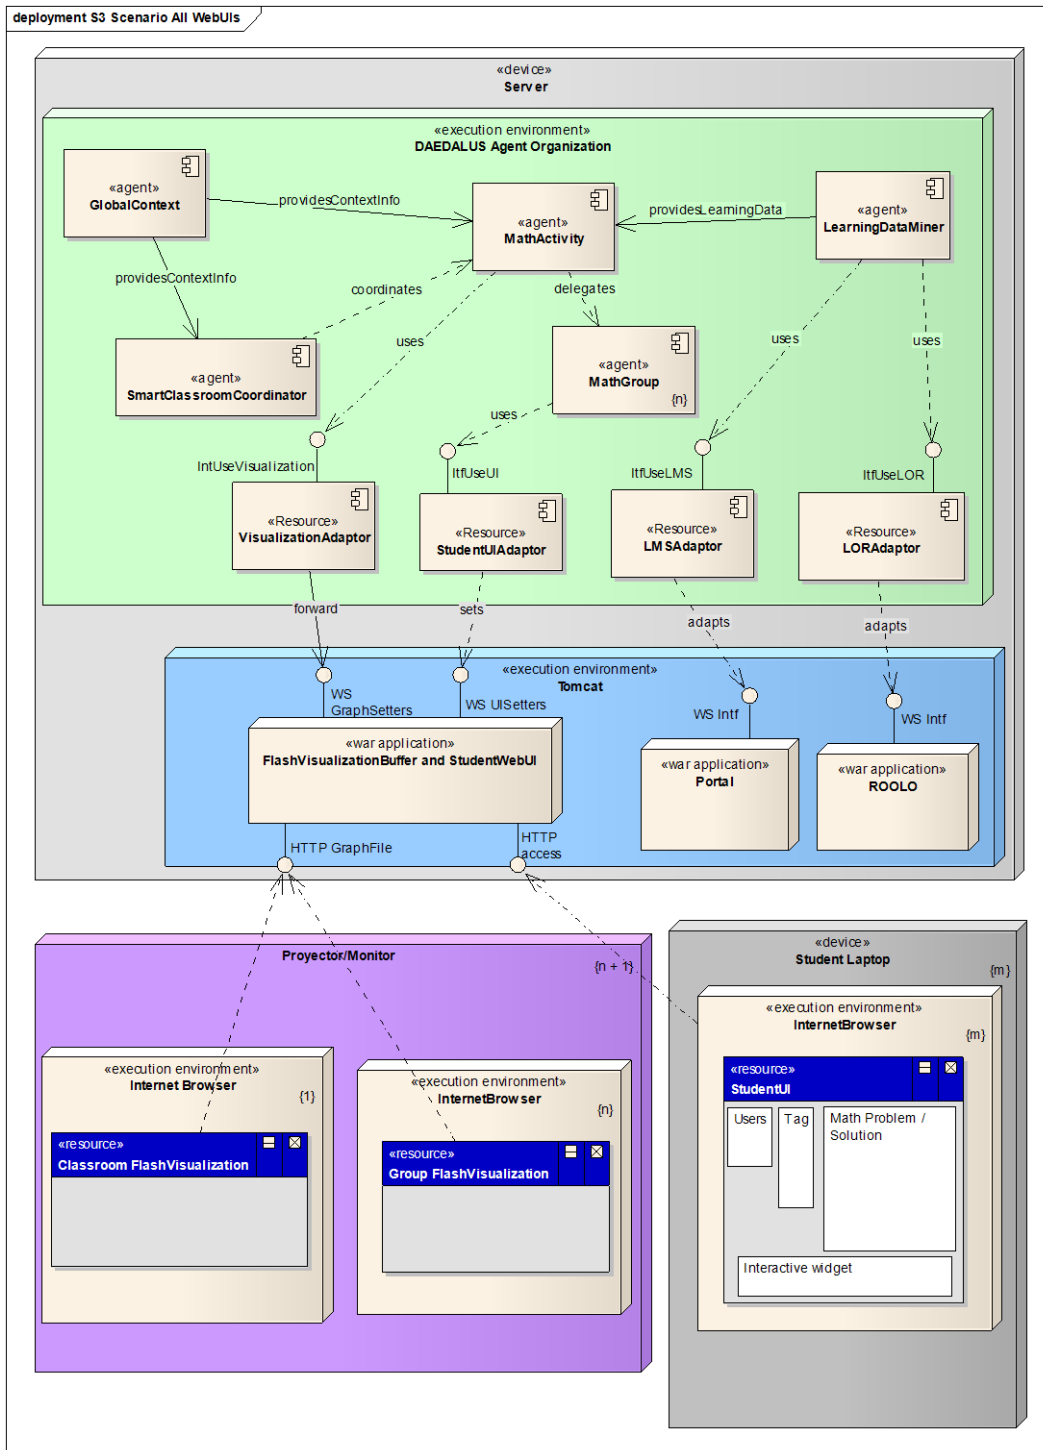 deployment S3 Scenario All WebUIs
«device»
Server
«execution environment»
DAEDALUS Agent Organization
«agent»
GlobalContext
providesContextInfo
«agent»
MathActivity
providesLearningData
«agent»
LearningDataMiner
providesContextInfo
coordinates
delegates
uses
uses
uses
«agent»
SmartClassroomCoordinator
«agent»
MathGroup
{n}
uses
IntUseVisualization
ItfUseUI
ItfUseLMS
ItfUseLOR
«Resource»
VisualizationAdaptor
«Resource»
StudentUIAdaptor
«Resource»
LMSAdaptor
«Resource»
LORAdaptor
forward
sets
adapts
adapts
«execution environment»
Tomcat
WS
GraphSetters
WS UISetters
WS Intf
WS Intf
«war application»
FlashVisualizationBuffer and StudentWebUI
«war application»
Portal
«war application»
ROOLO
HTTP GraphFile
HTTP
access
Proyector/Monitor
{n + 1}
«execution environment»
Internet Browser
{1}
«resource»
Classroom FlashVisualization
«execution environment»
InternetBrowser
{n}
«resource»
Group FlashVisualization
«device»
Student Laptop
{m}
«execution environment»
InternetBrowser
{m}
«resource»
StudentUI
Users
Tag
Math Problem /
Solution
Interactive widget